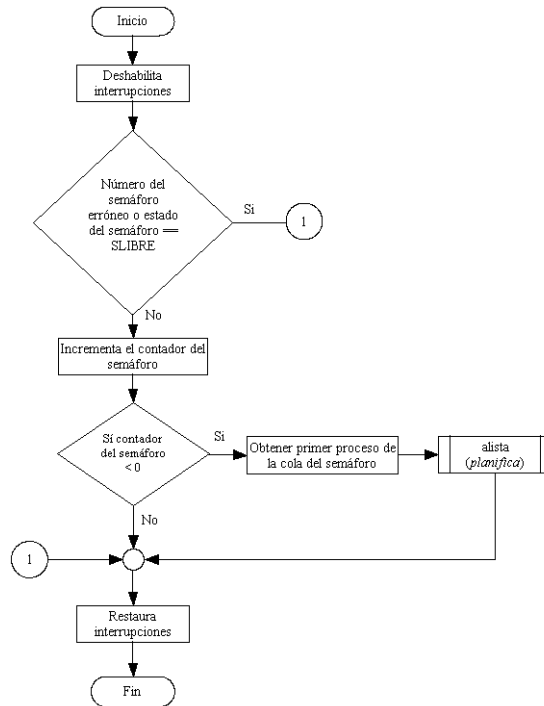 Inicio
Deshabilita
interrupciones
Número del
semáforo
erróneo o estado
del semáforo ==
SLIBRE
Si
1
No
Incrementa el contador del
semáforo
Sí contador
del semáforo
< 0
Si
Obtener primer proceso de
la cola del semáforo
alista
(planifica)
No
1
Restaura
interrupciones
Fin